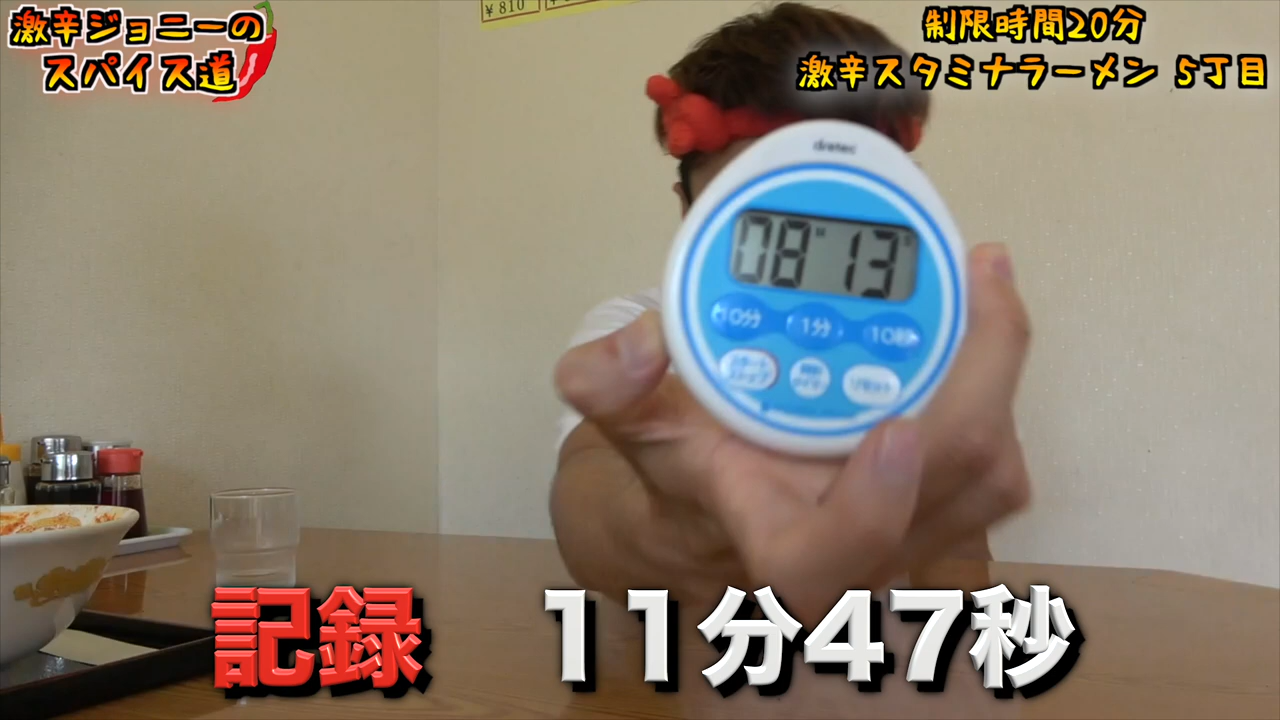 激辛ジョニーの
スパイス道
制限時間20分
激辛スタミナラーメン 5丁目
¥810
dretec
08 13
10分 1分 10秒
記録 11分47秒